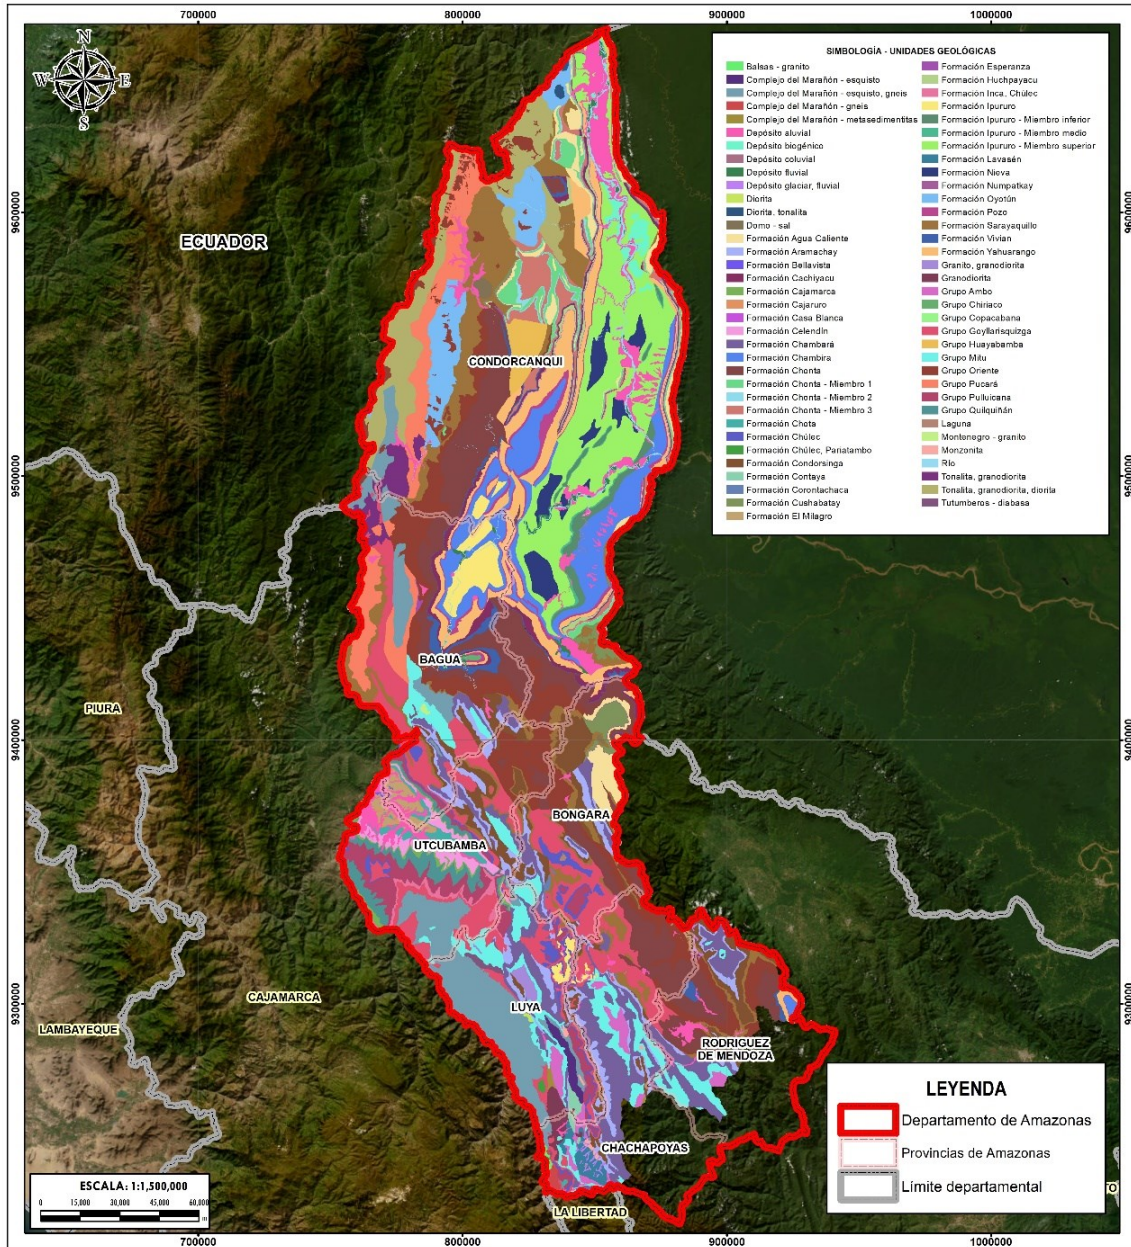 700000 800000 900000 1000000
N
W E
S
SIMBOLOGÍA - UNIDADES GEOLÓGICAS
Balsas - granito
Complejo del Marañón - esquisto
Complejo del Marañón - esquisto, gneis
Complejo del Marañón - gneis
Complejo del Marañón - metasedimentitas
Depósito aluvial
Depósito biogénico
Depósito coluvial
Depósito fluvial
Depósito glaciar, fluvial
Diorita
Diorita, tonalita
Domo - sal
Formación Agua Caliente
Formación Aramachay
Formación Bellavista
Formación Cachiyacu
Formación Cajamarca
Formación Cajaruro
Formación Casa Blanca
Formación Celendín
Formación Chambará
Formación Chambira
Formación Chonta
Formación Chonta - Miembro 1
Formación Chonta - Miembro 2
Formación Chonta - Miembro 3
Formación Chota
Formación Chúlec
Formación Chúlec, Pariatambo
Formación Condorsinga
Formación Contaya
Formación Corontachaca
Formación Cushabatay
Formación El Milagro
Formación Esperanza
Formación Huchpayacu
Formación Inca, Chúlec
Formación Ipururo
Formación Ipururo - Miembro inferior
Formación Ipururo - Miembro medio
Formación Ipururo - Miembro superior
Formación Lavasén
Formación Nieva
Formación Numpatkay
Formación Oyotún
Formación Pozo
Formación Sarayaquillo
Formación Vivian
Formación Yahuarango
Granito, granodiorita
Granodiorita
Grupo Ambo
Grupo Chiriaco
Grupo Copacabana
Grupo Goyllarisquizga
Grupo Huayabamba
Grupo Mitu
Grupo Oriente
Grupo Pucará
Grupo Pulluicana
Grupo Quilquiñán
Laguna
Montenegro - granito
Monzonita
Río
Tonalita, granodiorita
Tonalita, granodiorita, diorita
Tutumberos - diabasa
9600000 9600000
ECUADOR
CONDORCANQUI
9500000 9500000
BAGUA
PIURA
9400000 9400000
BONGARA
UTCUBAMBA
CAJAMARCA
LUYA
9300000 9300000
LAMBAYEQUE
RODRIGUEZ
DE MENDOZA
CHACHAPOYAS
LA LIBERTAD
LEYENDA
Departamento de Amazonas
Provincias de Amazonas
Límite departamental
TO
ESCALA: 1:1,500,000
0 15,000 30,000 45,000 60,000
m
700000 800000 900000 1000000